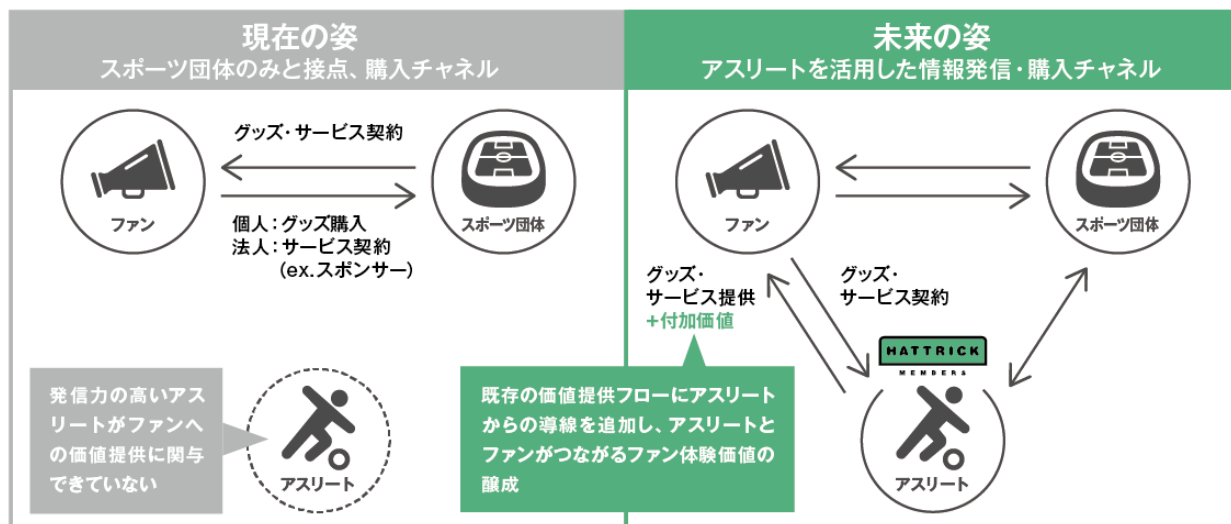 現在の姿
スポーツ団体のみと接点、購入チャネル
グッズ・サービス契約
ファン
スポーツ団体
個人：グッズ購入
法人：サービス契約
(ex.スポンサー)
発信力の高いアス
リートがファンへ
の価値提供に関与
できていない
アスリート
未来の姿
アスリートを活用した情報発信・購入チャネル
ファン
スポーツ団体
グッズ・
サービス提供
+付加価値
グッズ・
サービス契約
HATTRICK
MEMBERS
既存の価値提供フローにアスリート
からの導線を追加し、アスリートと
ファンがつながるファン体験価値の
醸成
アスリート